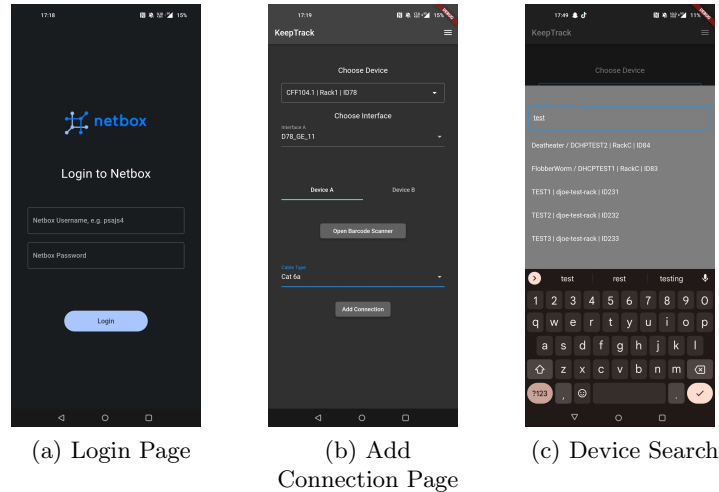 17:18
15%
netbox
Login to Netbox
Netbox Username, e.g. psajs4
Netbox Password
Login
(a) Login Page
17:19
15%
DEBUG
KeepTrack
Choose Device
CFF104.1 | Rack1 | ID78
Choose Interface
Interface A
D78_GE_11
Device A Device B
Open Barcode Scanner
Cable Type
Cat 6a
Add Connection
(b) Add
Connection Page
17:49
11%
DEBUG
KeepTrack
Choose Device
test
Deatheater / DCHPTEST2 | RackC | ID84
FlobberWorm / DHCPTEST1 | RackC | ID83
TEST1 | djoe-test-rack | ID231
TEST2 | djoe-test-rack | ID232
TEST3 | djoe-test-rack | ID233
test rest testing
1 2 3 4 5 6 7 8 9 0
q w e r t y u i o p
a s d f g h j k l
z x c v b n m
?123 , .
(c) Device Search